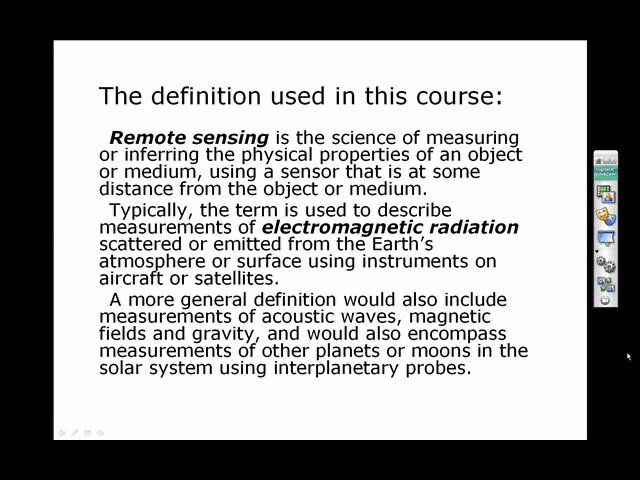 The definition used in this course:
Remote sensing is the science of measuring
or inferring the physical properties of an object
or medium, using a sensor that is at some
distance from the object or medium.
Typically, the term is used to describe
measurements of electromagnetic radiation
scattered or emitted from the Earth's
atmosphere or surface using instruments on
aircraft or satellites.
A more general definition would also include
measurements of acoustic waves, magnetic
fields and gravity, and would also encompass
measurements of other planets or moons in the
solar system using interplanetary probes.